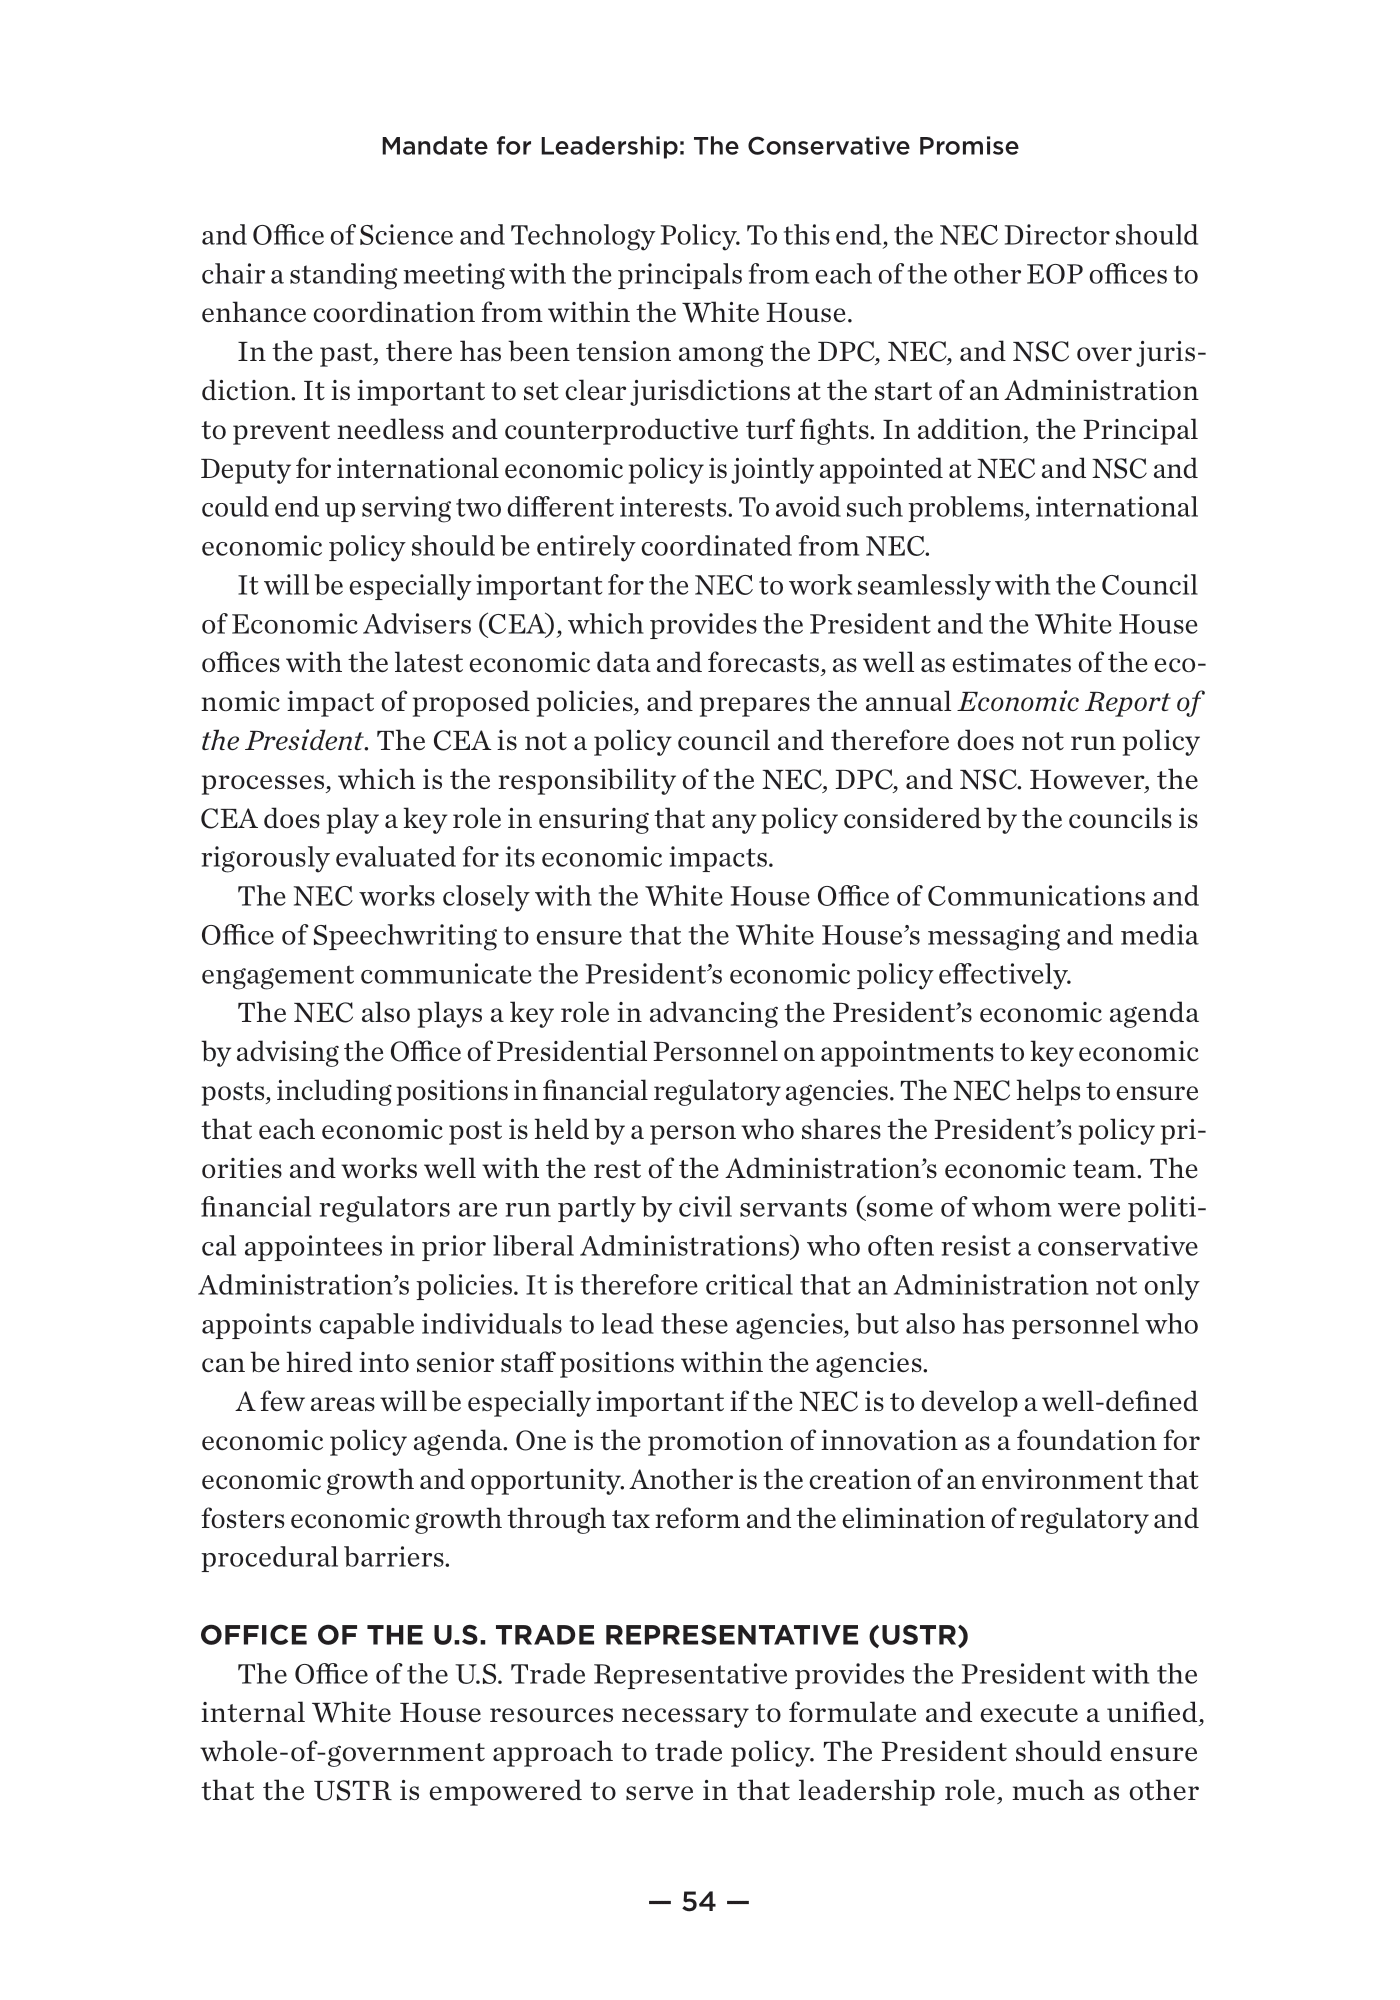 Mandate for Leadership: The Conservative Promise
and Office of Science and Technology Policy. To this end, the NEC Director should
chair a standing meeting with the principals from each of the other EOP offices to
enhance coordination from within the White House.
In the past, there has been tension among the DPC, NEC, and NSC over juris-
diction. It is important to set clear jurisdictions at the start of an Administration
to prevent needless and counterproductive turf fights. In addition, the Principal
Deputy for international economic policy is jointly appointed at NEC and NSC and
could end up serving two different interests. To avoid such problems, international
economic policy should be entirely coordinated from NEC.
It will be especially important for the NEC to work seamlessly with the Council
of Economic Advisers (CEA), which provides the President and the White House
offices with the latest economic data and forecasts, as well as estimates of the eco-
nomic impact of proposed policies, and prepares the annual Economic Report of
the President. The CEA is not a policy council and therefore does not run policy
processes, which is the responsibility of the NEC, DPC, and NSC. However, the
CEA does play a key role in ensuring that any policy considered by the councils is
rigorously evaluated for its economic impacts.
The NEC works closely with the White House Office of Communications and
Office of Speechwriting to ensure that the White House’s messaging and media
engagement communicate the President’s economic policy effectively.
The NEC also plays a key role in advancing the President’s economic agenda
by advising the Office of Presidential Personnel on appointments to key economic
posts, including positions in financial regulatory agencies. The NEC helps to ensure
that each economic post is held by a person who shares the President’s policy pri-
orities and works well with the rest of the Administration’s economic team. The
financial regulators are run partly by civil servants (some of whom were politi-
cal appointees in prior liberal Administrations) who often resist a conservative
Administration’s policies. It is therefore critical that an Administration not only
appoints capable individuals to lead these agencies, but also has personnel who
can be hired into senior staff positions within the agencies.
A few areas will be especially important if the NEC is to develop a well-defined
economic policy agenda. One is the promotion of innovation as a foundation for
economic growth and opportunity. Another is the creation of an environment that
fosters economic growth through tax reform and the elimination of regulatory and
procedural barriers.
OFFICE OF THE U.S. TRADE REPRESENTATIVE (USTR)
The Office of the U.S. Trade Representative provides the President with the
internal White House resources necessary to formulate and execute a unified,
whole-of-government approach to trade policy. The President should ensure
that the USTR is empowered to serve in that leadership role, much as other
— 54 —